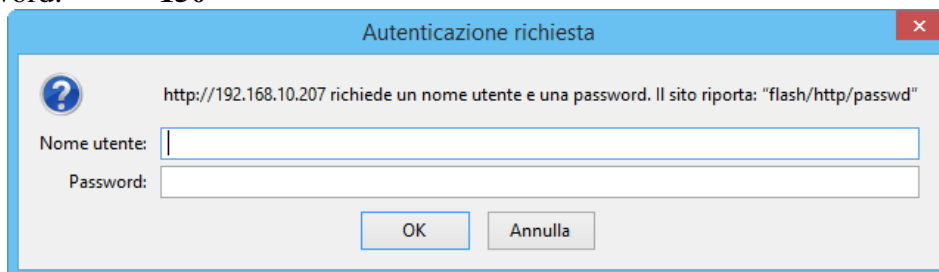 Autenticazione richiesta
http://192.168.10.207 richiede un nome utente e una password. Il sito riporta: "flash/http/passwd"
Nome utente:
Password:
OK Annulla